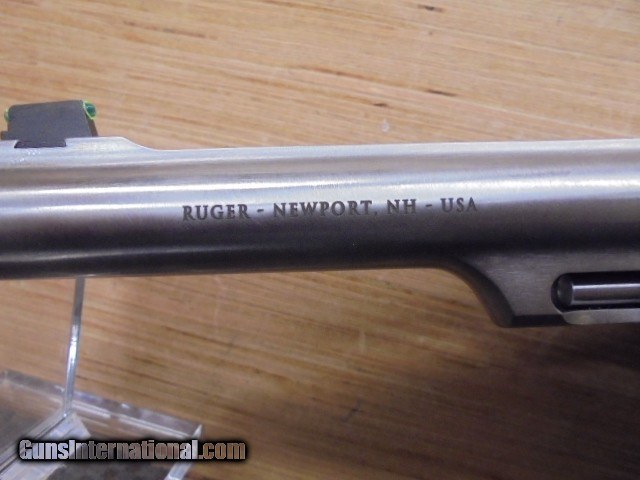 RUGER - NEWPORT, NH - USA
GunsInternational.com